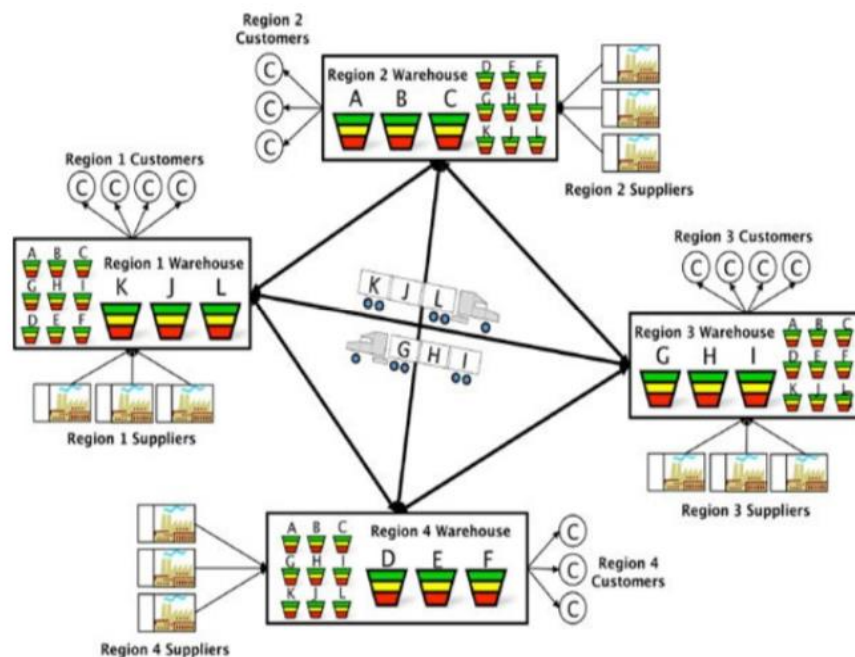 Region 2
Customers
C
C
C
Region 2 Warehouse
A B C
D E F
G H I
K J L
Region 2 Suppliers
Region 1 Customers
C C C C
Region 1 Warehouse
A B C
G H I
D E F
K J L
Region 1 Suppliers
K J L
G H I
Region 3 Customers
C C C C
Region 3 Warehouse
G H I
A B C
D E F
K J L
Region 3 Suppliers
Region 4 Warehouse
A B C
G H I
K J L
D E F
C
C
C
Region 4
Customers
Region 4 Suppliers